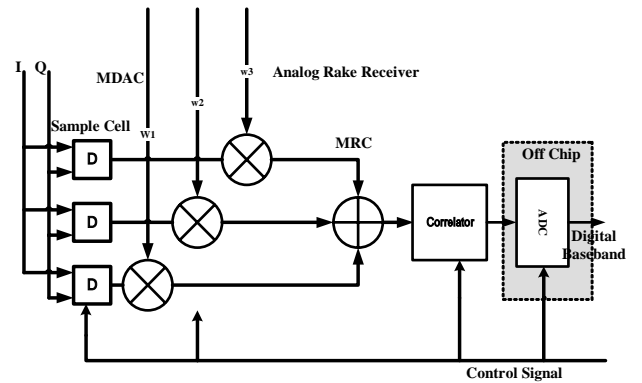 I Q
MDAC
w3
Analog Rake Receiver
w2
Sample Cell
W1
MRC
Off Chip
D
D
D
Correlator
ADC
Digital
Baseband
Control Signal